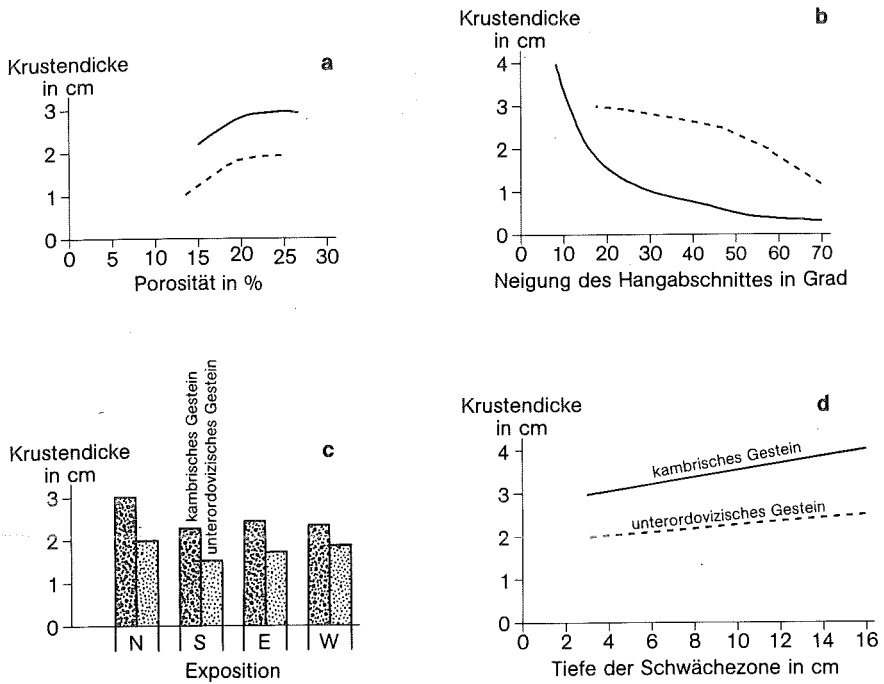 a
Krustendicke
in cm
3
2
1
0
0 5 10 15 20 25 30
Porosität in %
b
Krustendicke
in cm
4
3
2
1
0
0 10 20 30 40 50 60 70
Neigung des Hangabschnittes in Grad
c
Krustendicke
in cm
3
2
1
0
kambrisches Gestein
unterordovizisches Gestein
N S E W
Exposition
d
Krustendicke
in cm
4
3
2
1
0
kambrisches Gestein
unterordovizisches Gestein
0 2 4 6 8 10 12 14 16
Tiefe der Schwächezone in cm